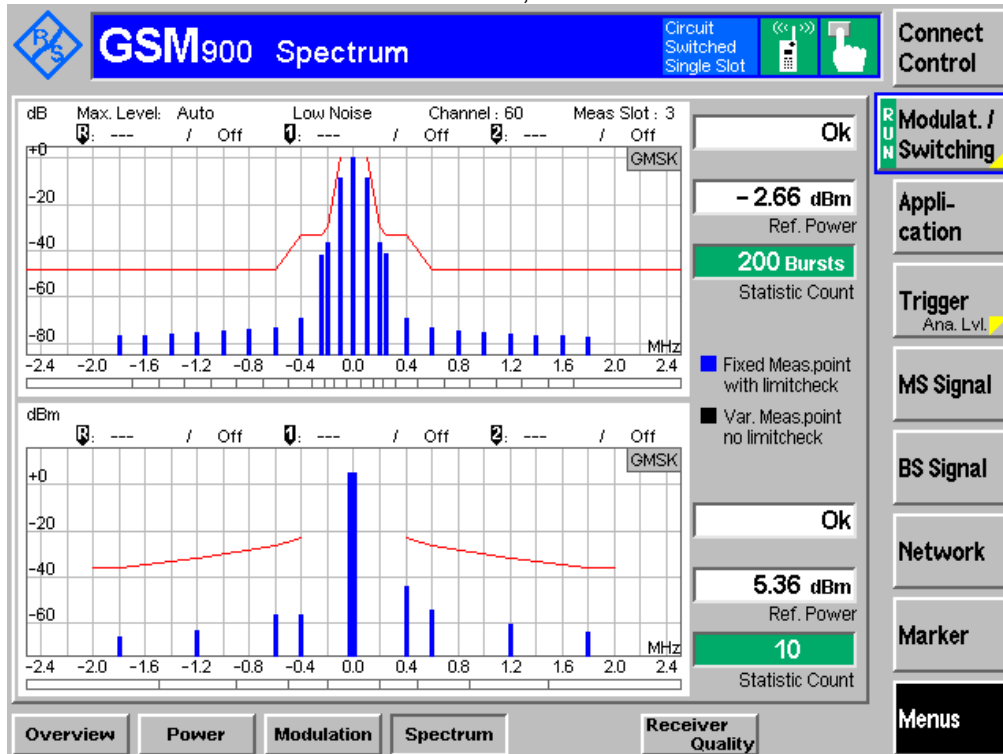 R/S
GSM900 Spectrum
Circuit
Switched
Single Slot
Connect
Control
dB Max. Level: Auto Low Noise Channel : 60 Meas Slot : 3
R: --- / Off 1: --- / Off 2: --- / Off
GMSK
+0
-20
-40
-60
-80
MHz
-2.4 -2.0 -1.6 -1.2 -0.8 -0.4 0.0 0.4 0.8 1.2 1.6 2.0 2.4
Ok
-2.66 dBm
Ref. Power
200 Bursts
Statistic Count
Fixed Meas.point
with limitcheck
Var. Meas.point
no limitcheck
dBm
R: --- / Off 1: --- / Off 2: --- / Off
GMSK
+0
-20
-40
-60
MHz
-2.4 -2.0 -1.6 -1.2 -0.8 -0.4 0.0 0.4 0.8 1.2 1.6 2.0 2.4
Ok
5.36 dBm
Ref. Power
10
Statistic Count
RUN
Modulat. /
Switching
Appli-
cation
Trigger
Ana. Lvl.
MS Signal
BS Signal
Network
Marker
Menus
Overview
Power
Modulation
Spectrum
Receiver
Quality